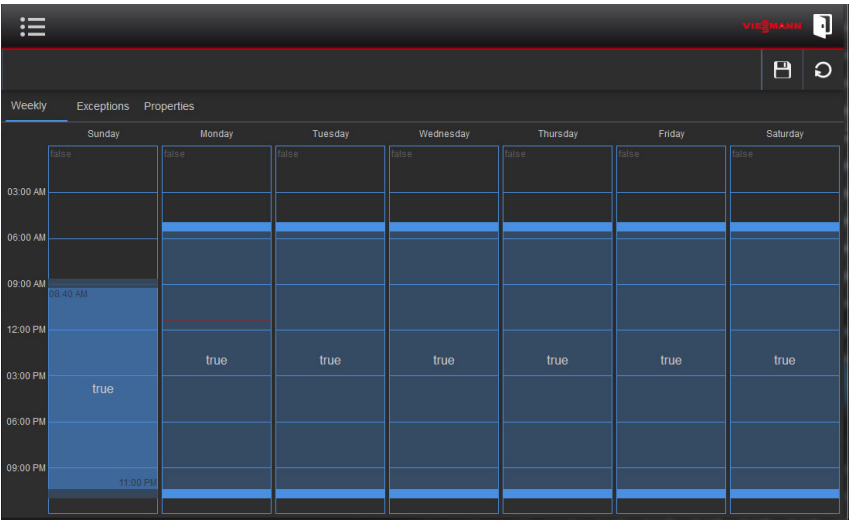 VIESMANN
Weekly Exceptions Properties
Sunday Monday Tuesday Wednesday Thursday Friday Saturday
false false false false false false false
03:00 AM
06:00 AM
09:00 AM
08:40 AM
12:00 PM
true true true true true true
03:00 PM
true
06:00 PM
09:00 PM
11:00 PM